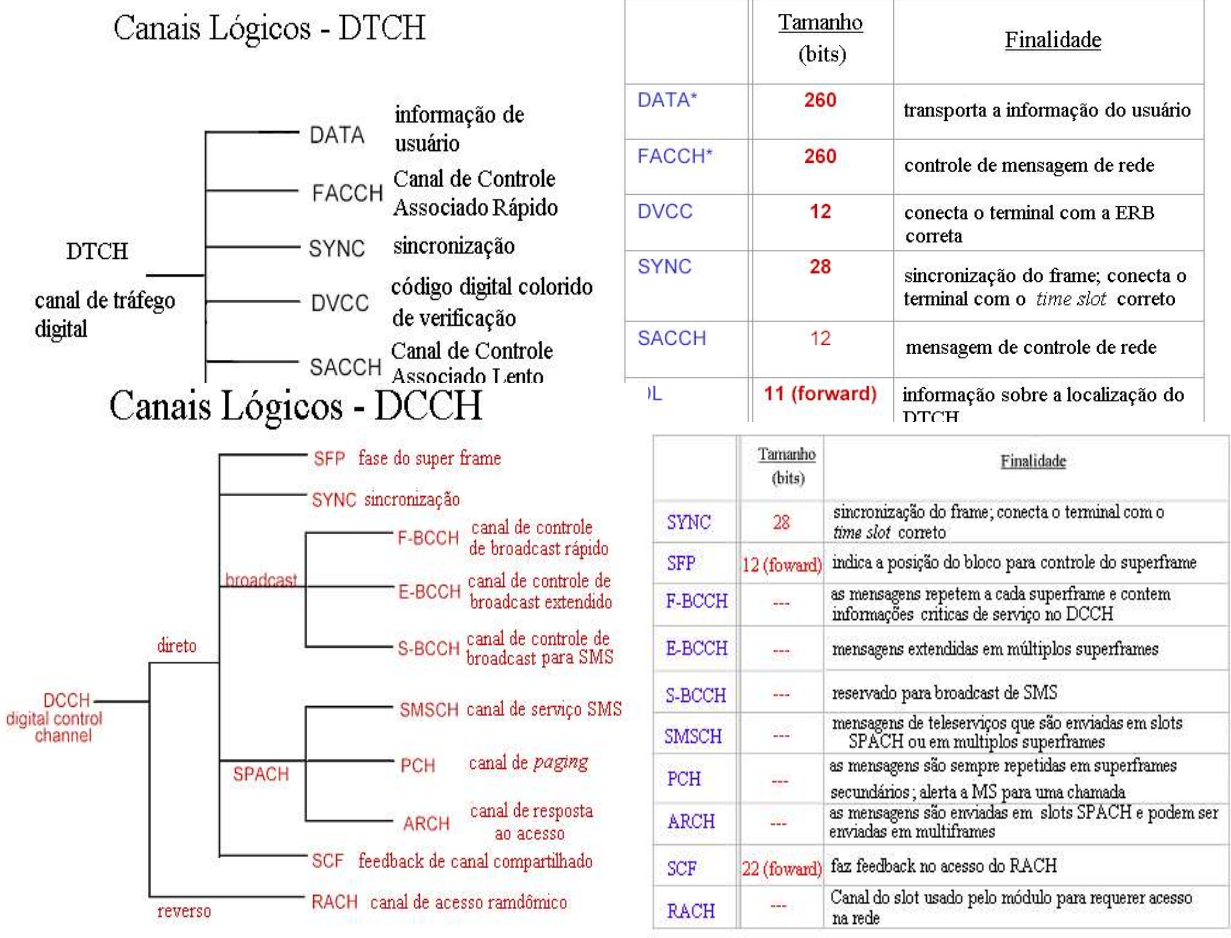 Canais Lógicos - DTCH
DATA
informação de
usuário
FACCH
Canal de Controle
Associado Rápido
DTCH
SYNC
sincronização
canal de tráfego
digital
DVCC
código digital colorido
de verificação
SACCH
Canal de Controle
Associado Lento
Tamanho
(bits)
Finalidade
DATA*
260
transporta a informação do usuário
FACCH*
260
controle de mensagem de rede
DVCC
12
conecta o terminal com a ERB
correta
SYNC
28
sincronização do frame; conecta o
terminal com o time slot correto
SACCH
12
mensagem de controle de rede
DL
11 (forward)
informação sobre a localização do
DTCH
Canais Lógicos - DCCH
SFP fase do super frame
SYNC sincronização
broadcast
F-BCCH
canal de controle
de broadcast rápido
E-BCCH
canal de controle de
broadcast extendido
S-BCCH
canal de controle de
broadcast para SMS
direto
DCCH
digital control
channel
SPACH
SMSCH canal de serviço SMS
PCH canal de paging
ARCH
canal de resposta
ao acesso
SCF feedback de canal compartilhado
reverso
RACH canal de acesso ramdômico
Tamanho
(bits)
Finalidade
SYNC
28
sincronização do frame; conecta o terminal com o
time slot correto
SFP
12 (foward)
indica a posição do bloco para controle do superframe
F-BCCH
---
as mensagens repetem a cada superframe e contem
informações criticas de serviço no DCCH
E-BCCH
---
mensagens extendidas em múltiplos superframes
S-BCCH
---
reservado para broadcast de SMS
SMSCH
---
mensagens de teleserviços que são enviadas em slots
SPACH ou em multiplos superframes
PCH
---
as mensagens são sempre repetidas em superframes
secundários; alerta a MS para uma chamada
ARCH
---
as mensagens são enviadas em slots SPACH e podem ser
enviadas em multiframes
SCF
22 (foward)
faz feedback no acesso do RACH
RACH
---
Canal do slot usado pelo módulo para requerer acesso
na rede